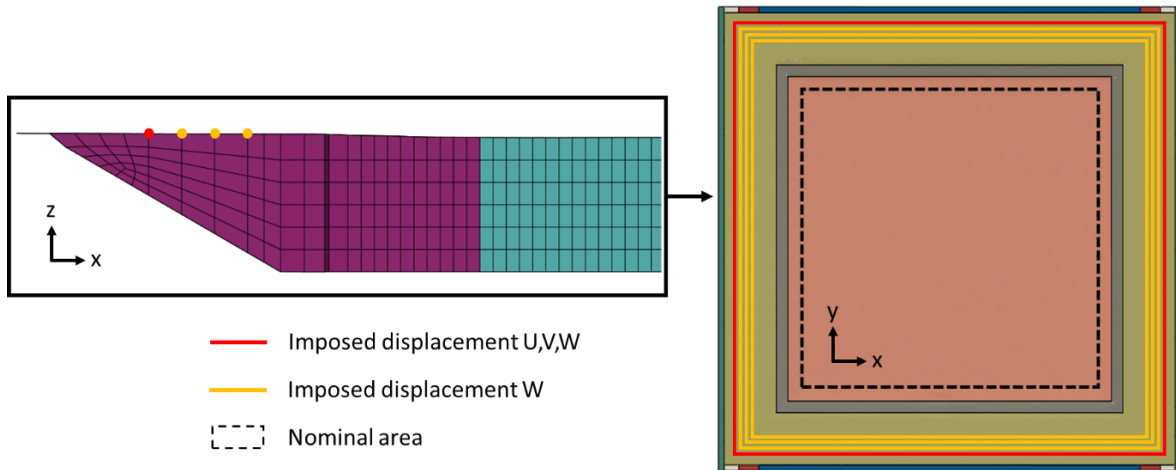 z
x
y
x
Imposed displacement U,V,W
Imposed displacement W
Nominal area